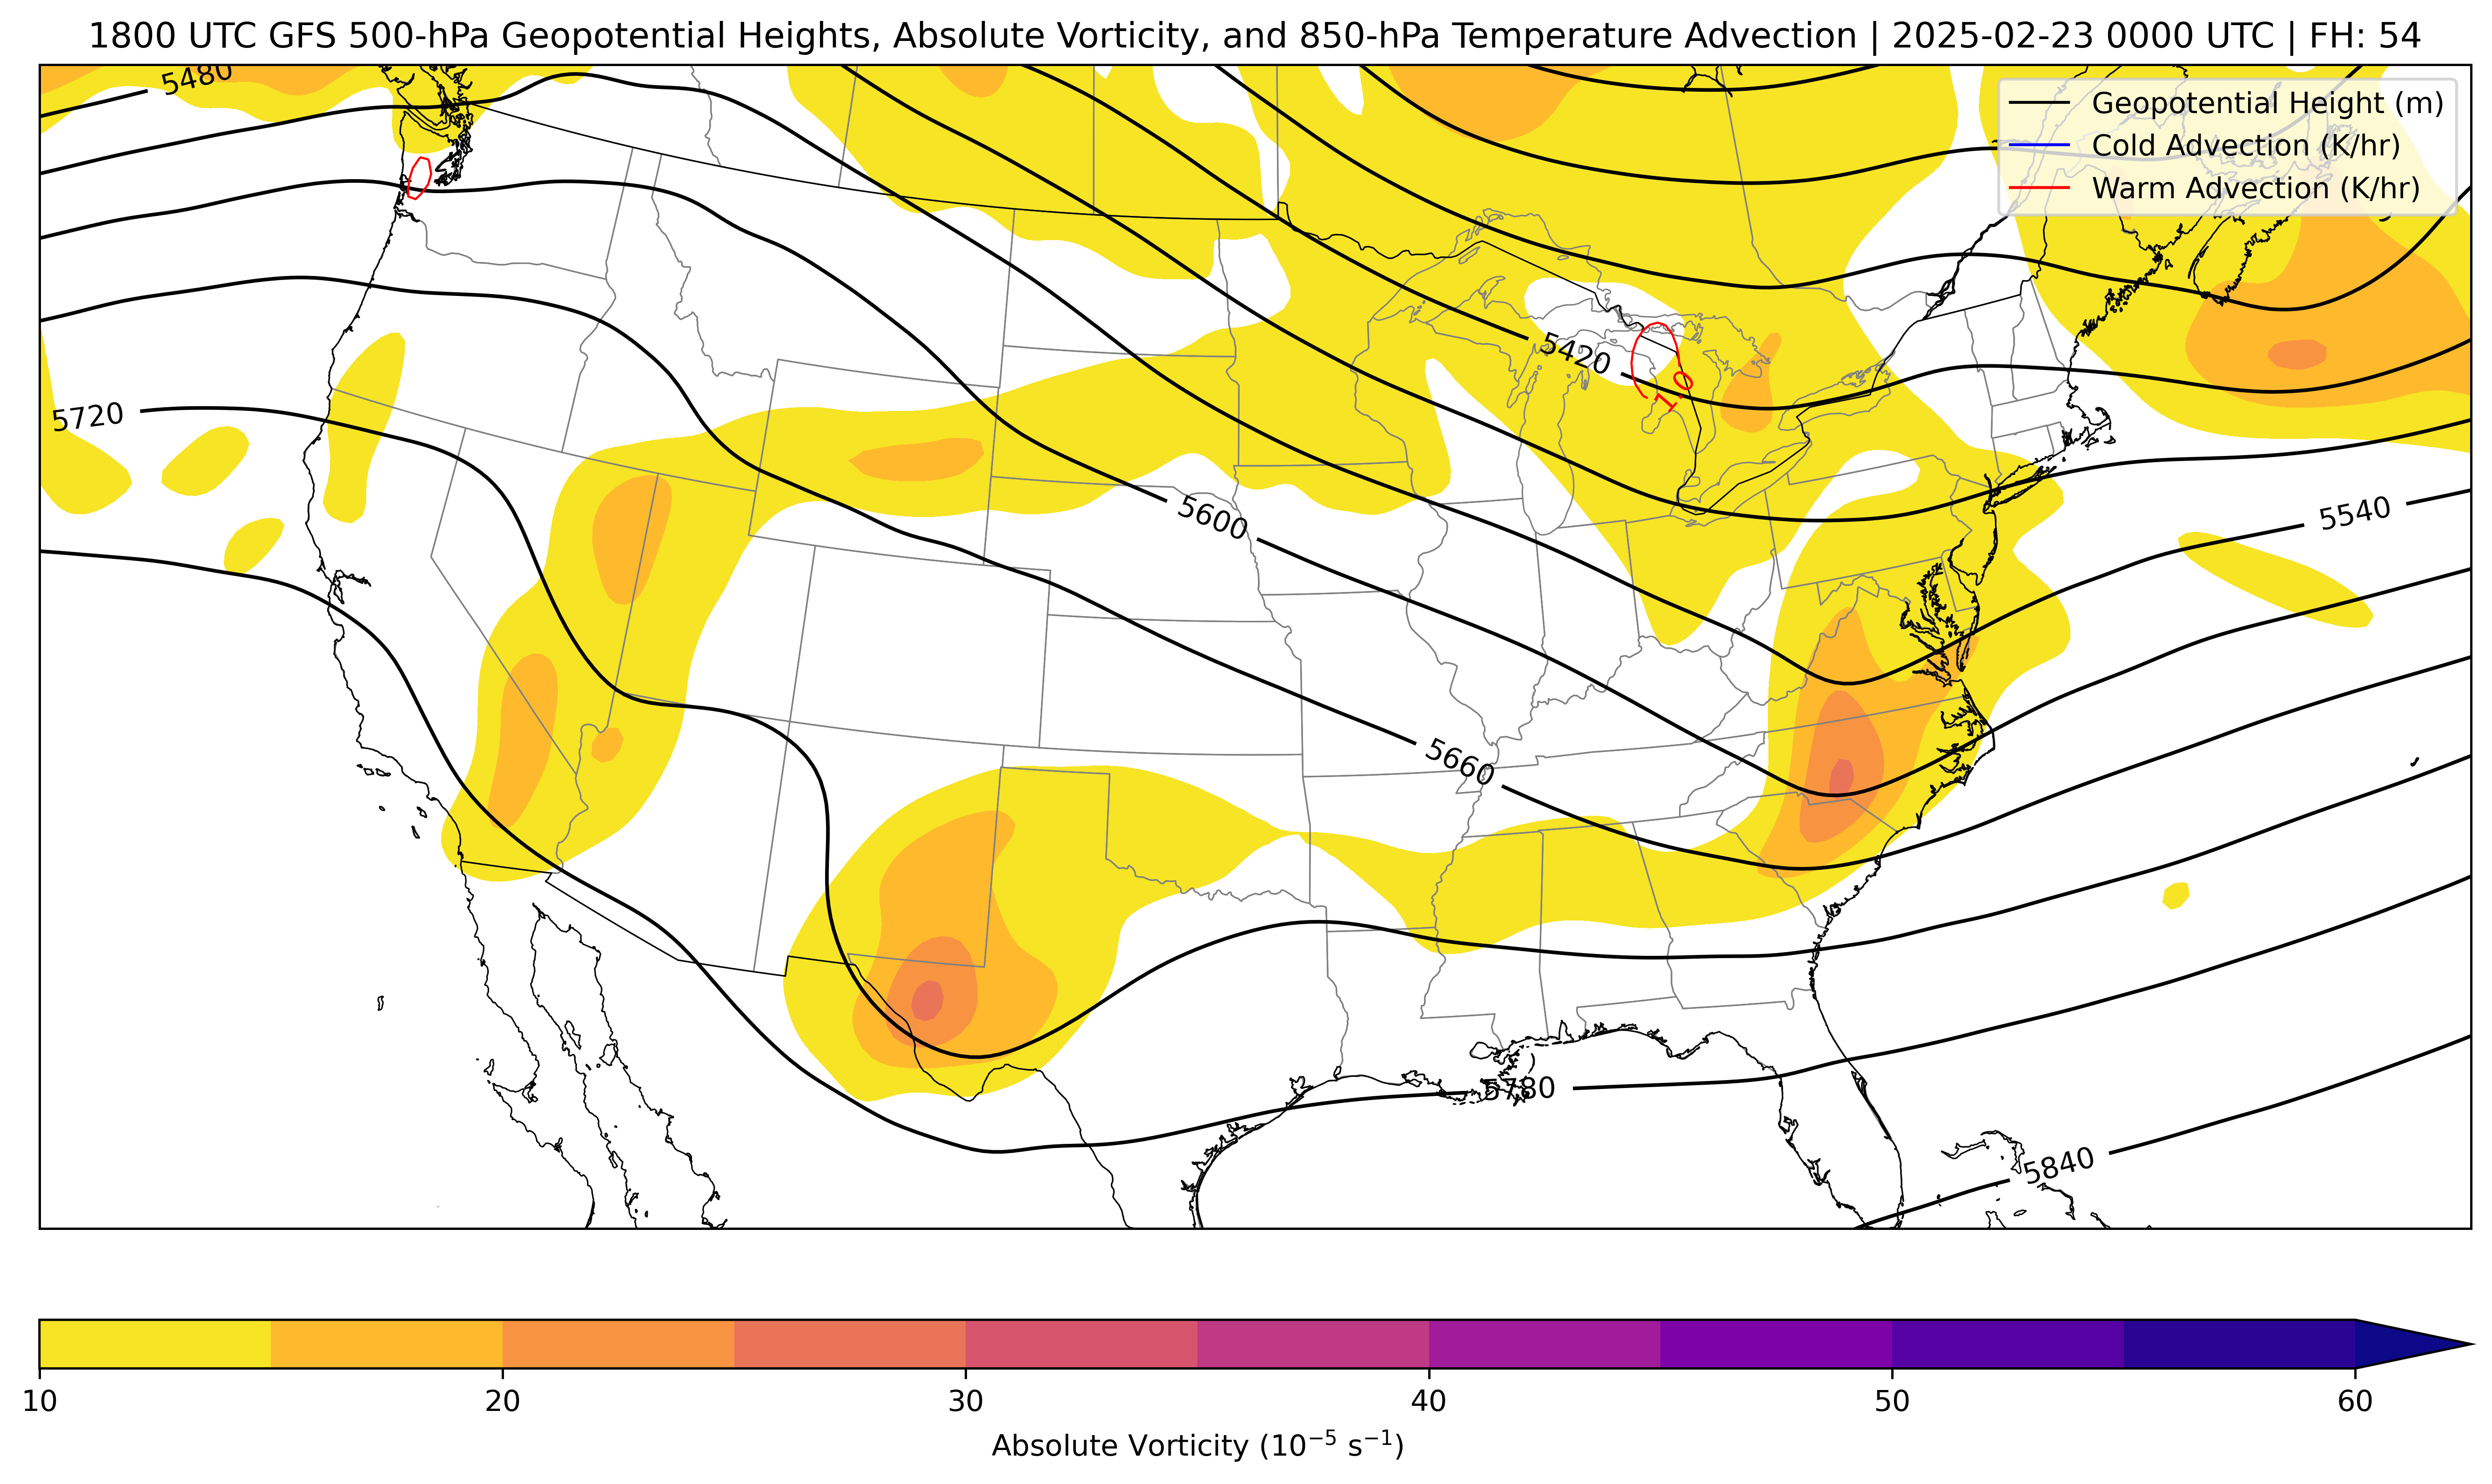 1800 UTC GFS 500-hPa Geopotential Heights, Absolute Vorticity, and 850-hPa Temperature Advection | 2025-02-23 0000 UTC | FH: 54
5480
Geopotential Height (m)
Cold Advection (K/hr)
Warm Advection (K/hr)
5420
1.0
5720
5600
5540
5660
5780
5840
10 20 30 40 50 60
Absolute Vorticity (10⁻⁵ s⁻¹)